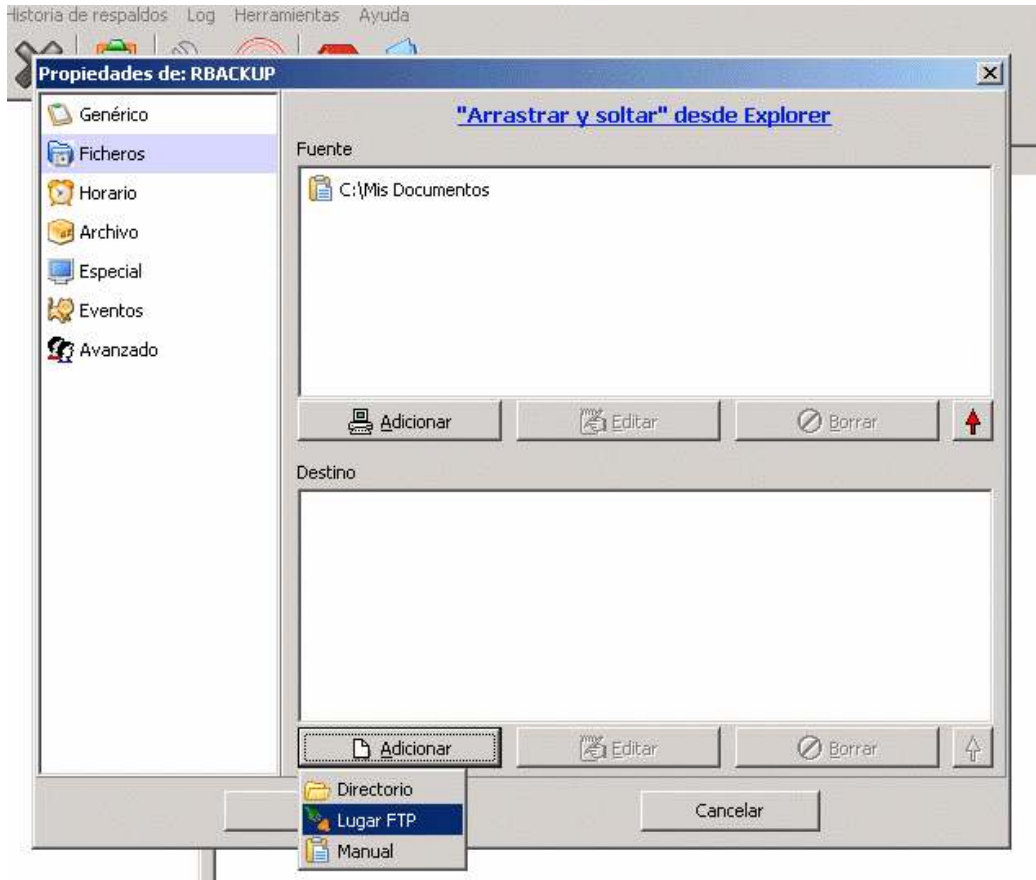 Historia de respaldos Log Herramientas Ayuda
Propiedades de: RBACKUP
Genérico
Ficheros
Horario
Archivo
Especial
Eventos
Avanzado
"Arrastrar y soltar" desde Explorer
Fuente
C:\Mis Documentos
Adicionar Editar Borrar
Destino
Adicionar Editar Borrar
Directorio
Lugar FTP
Manual
Cancelar